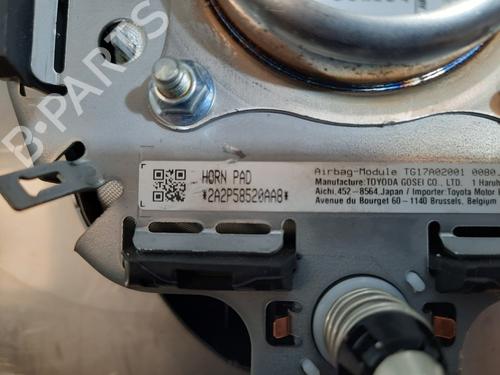 HORN PAD
*2A2P58520AA8*
Airbag-Module TG17A02001 0080.
Manufacture: TOYODA GOSEI CO., LTD. 1 Haruh
Aichi, 452 - 8564, Japan / Importer Toyota Motor
Avenue du Bourget 60 – 1140 Brussels, Belgium
B-PARTS